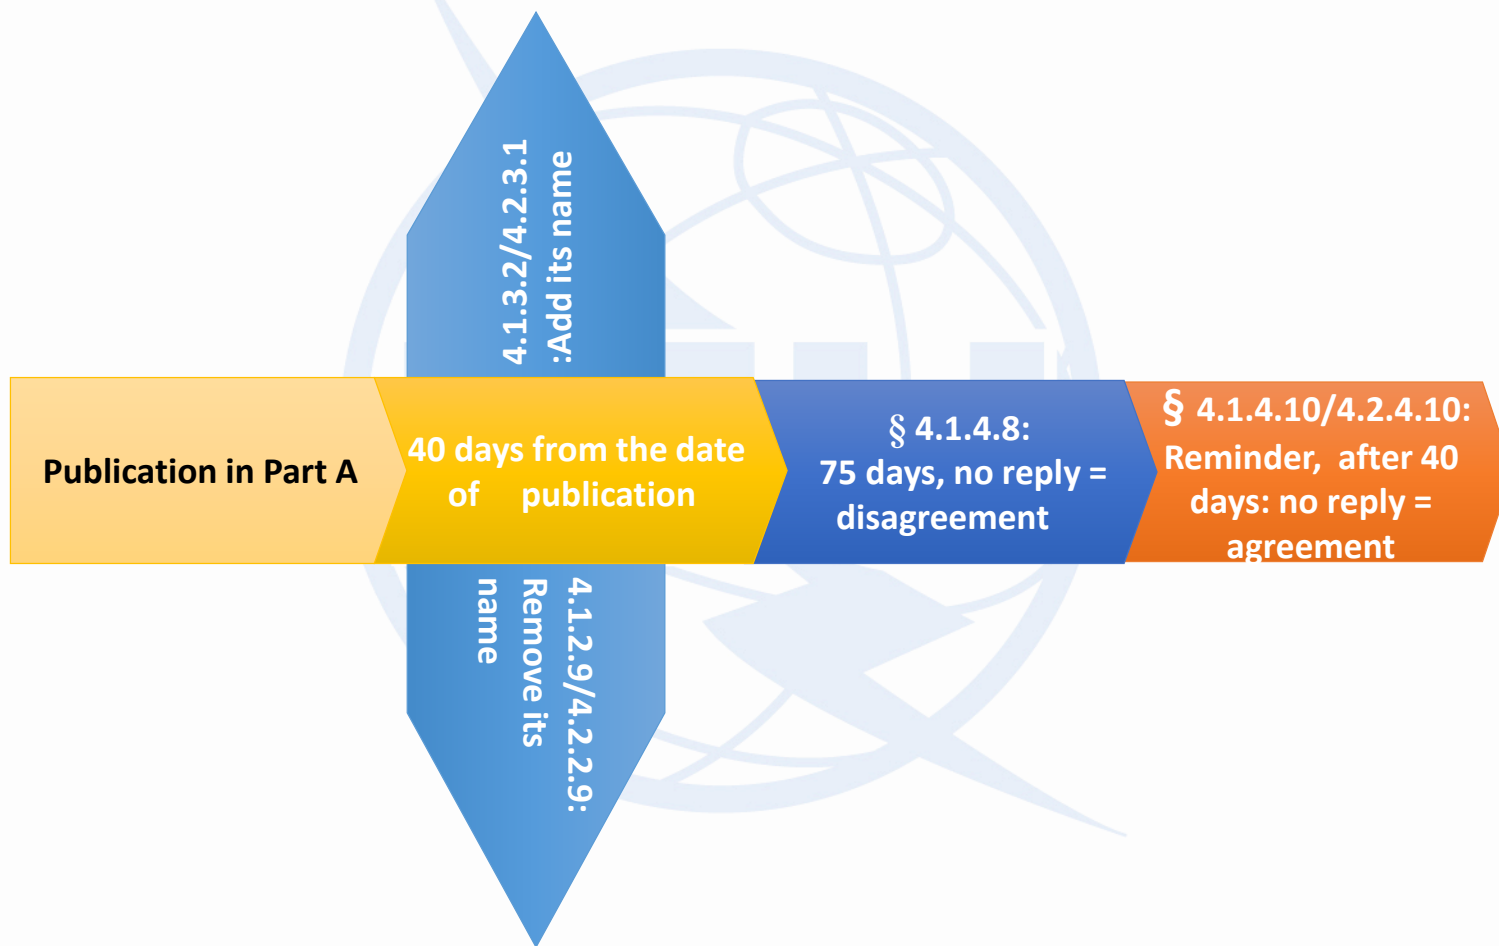 4.1.3.2/4.2.3.1
:Add its name
Publication in Part A
40 days from the date
of publication
§ 4.1.4.8:
75 days, no reply =
disagreement
§ 4.1.4.10/4.2.4.10:
Reminder, after 40
days: no reply =
agreement
4.1.2.9/4.2.2.9:
Remove its
name